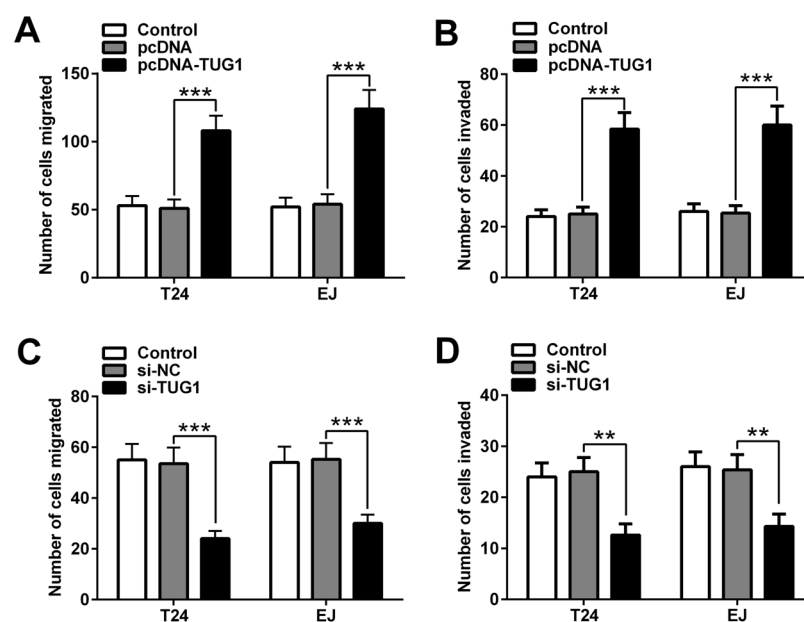 A
Control
pcDNA
pcDNA-TUG1
Number of cells migrated
150
100
50
0
***
***
T24
EJ
B
Control
pcDNA
pcDNA-TUG1
Number of cells invaded
80
60
40
20
0
***
***
T24
EJ
C
Control
si-NC
si-TUG1
Number of cells migrated
80
60
40
20
0
***
***
T24
EJ
D
Control
si-NC
si-TUG1
Number of cells invaded
40
30
20
10
0
**
**
T24
EJ